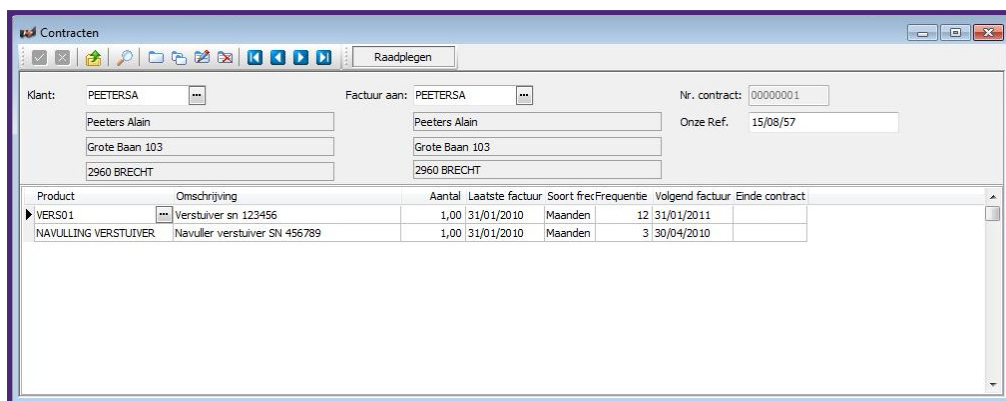 Contracten
Raadplegen
Klant: PEETERSA ... Factuur aan: PEETERSA ... Nr. contract: 00000001
Peeters Alain Peeters Alain Onze Ref. 15/08/57
Grote Baan 103 Grote Baan 103
2960 BRECHT 2960 BRECHT
Product Omschrijving Aantal Laatste factuur Soort frec Frequentie Volgend factuur Einde contract
VERS01 ... Verstuiver sn 123456 1,00 31/01/2010 Maanden 12 31/01/2011
NAVULLING VERSTUIVER Navuller verstuiver SN 456789 1,00 31/01/2010 Maanden 3 30/04/2010